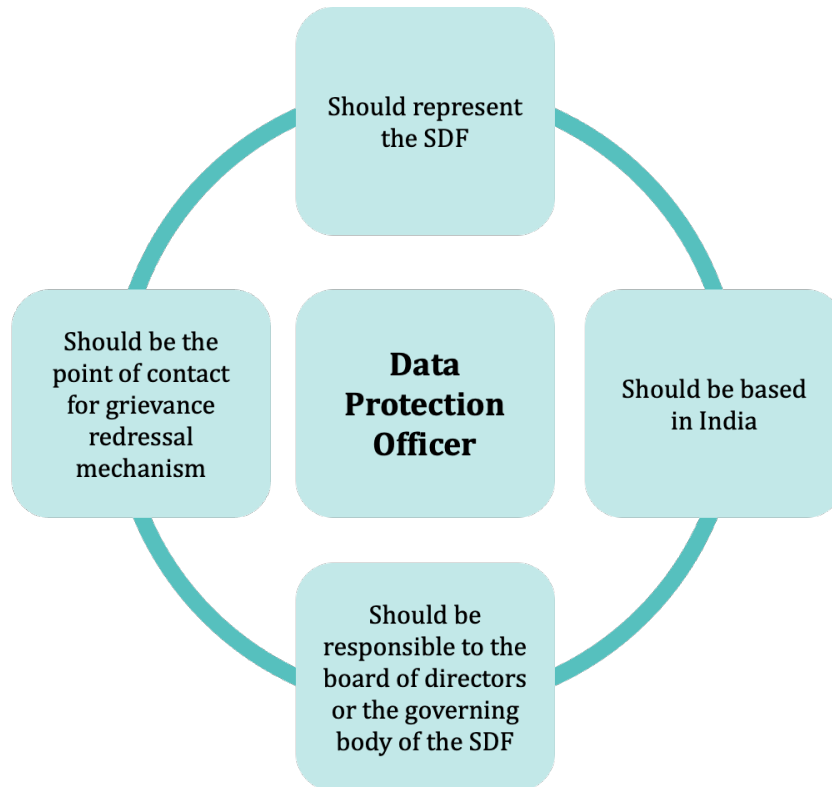 Should represent
the SDF
Should be the
point of contact
for grievance
redressal
mechanism
Data
Protection
Officer
Should be based
in India
Should be
responsible to the
board of directors
or the governing
body of the SDF